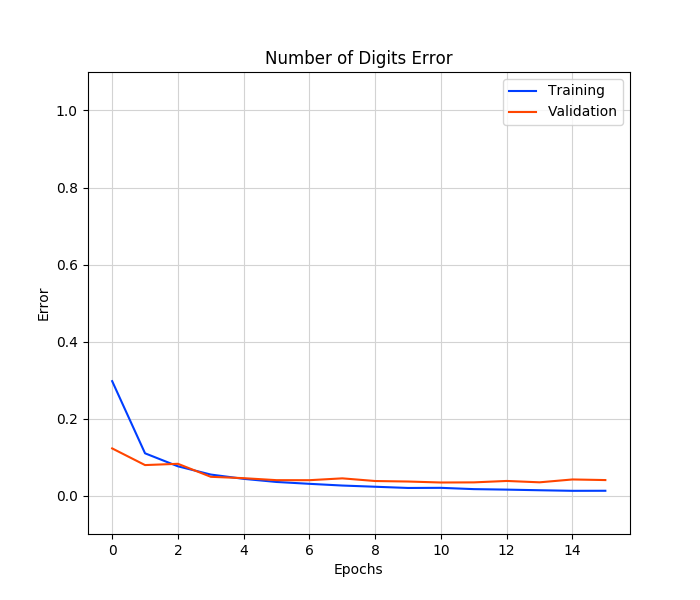 Number of Digits Error
Training
Validation
1.0
0.8
0.6
0.4
0.2
0.0
Error
0 2 4 6 8 10 12 14
Epochs